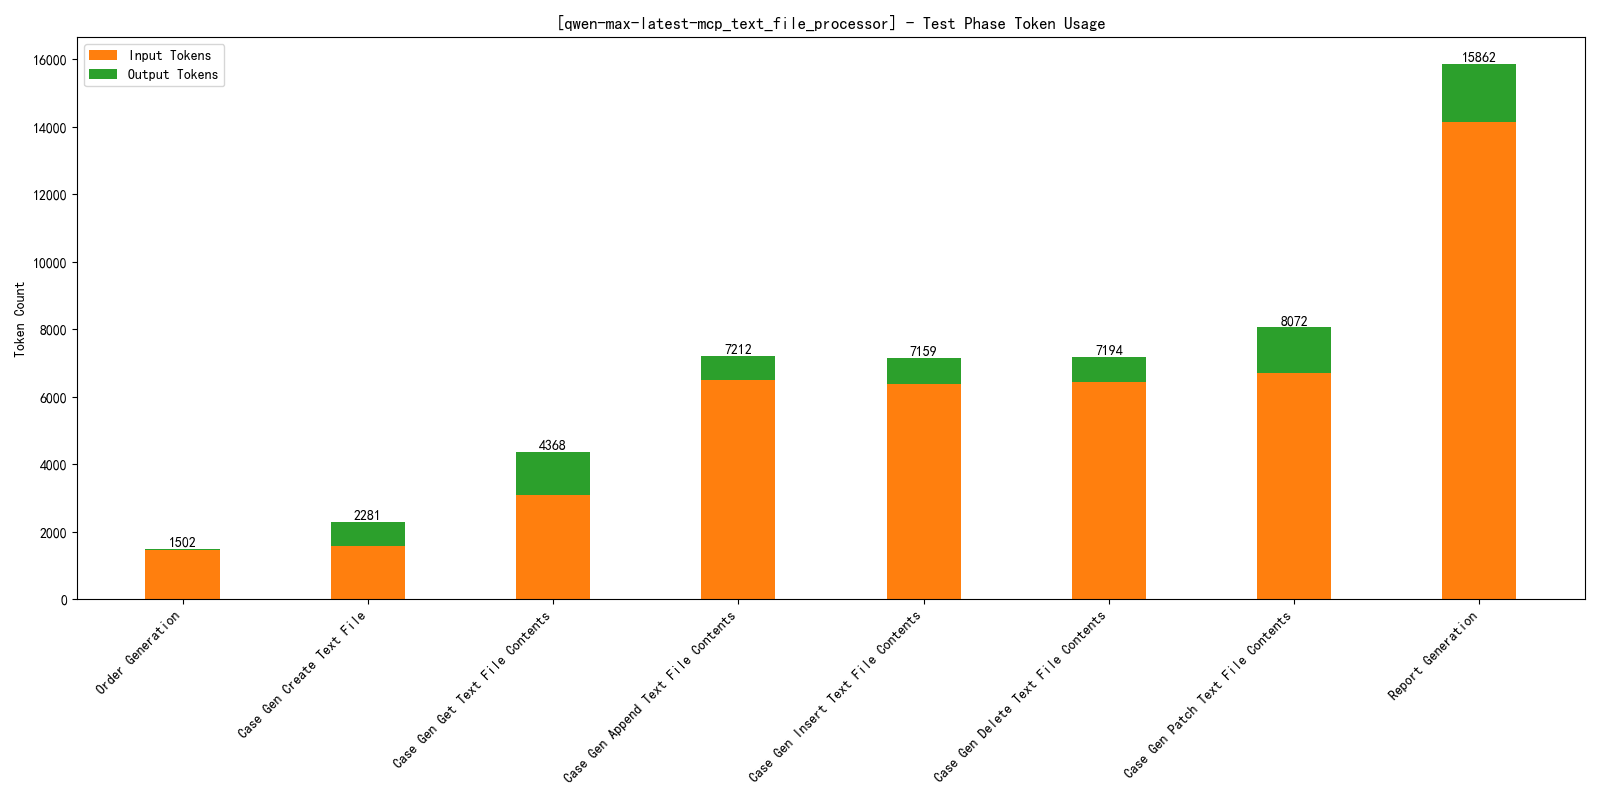 [qwen-max-latest-mcp_text_file_processor] - Test Phase Token Usage
Input Tokens
Output Tokens
Token Count
16000
14000
12000
10000
8000
6000
4000
2000
0
1502
2281
4368
7212
7159
7194
8072
15862
Order Generation
Case Gen Create Text File
Case Gen Get Text File Contents
Case Gen Append Text File Contents
Case Gen Insert Text File Contents
Case Gen Delete Text File Contents
Case Gen Patch Text File Contents
Report Generation